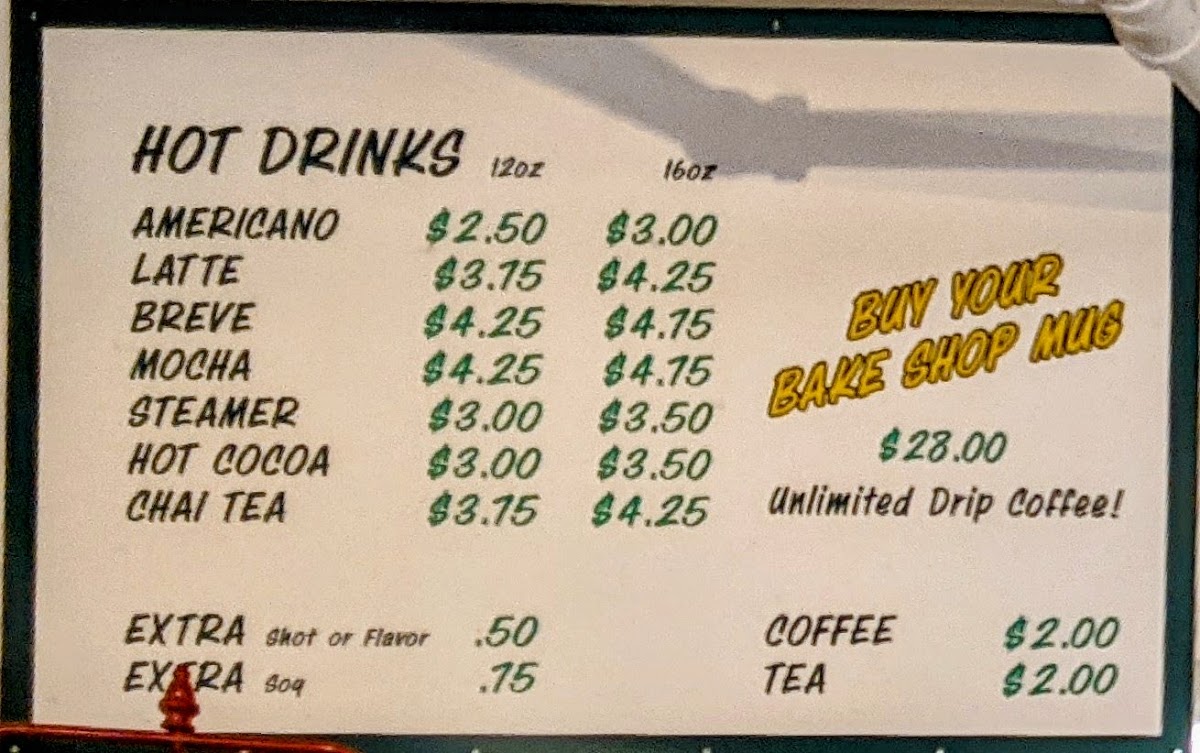 HOT DRINKS 12oz 16oz
AMERICANO $2.50 $3.00
LATTE $3.75 $4.25
BREVE $4.25 $4.75
MOCHA $4.25 $4.75
STEAMER $3.00 $3.50
HOT COCOA $3.00 $3.50
CHAI TEA $3.75 $4.25
EXTRA Shot or Flavor .50
EXTRA Soy .75
BUY YOUR
BAKE SHOP MUG
$28.00
Unlimited Drip Coffee!
COFFEE $2.00
TEA $2.00